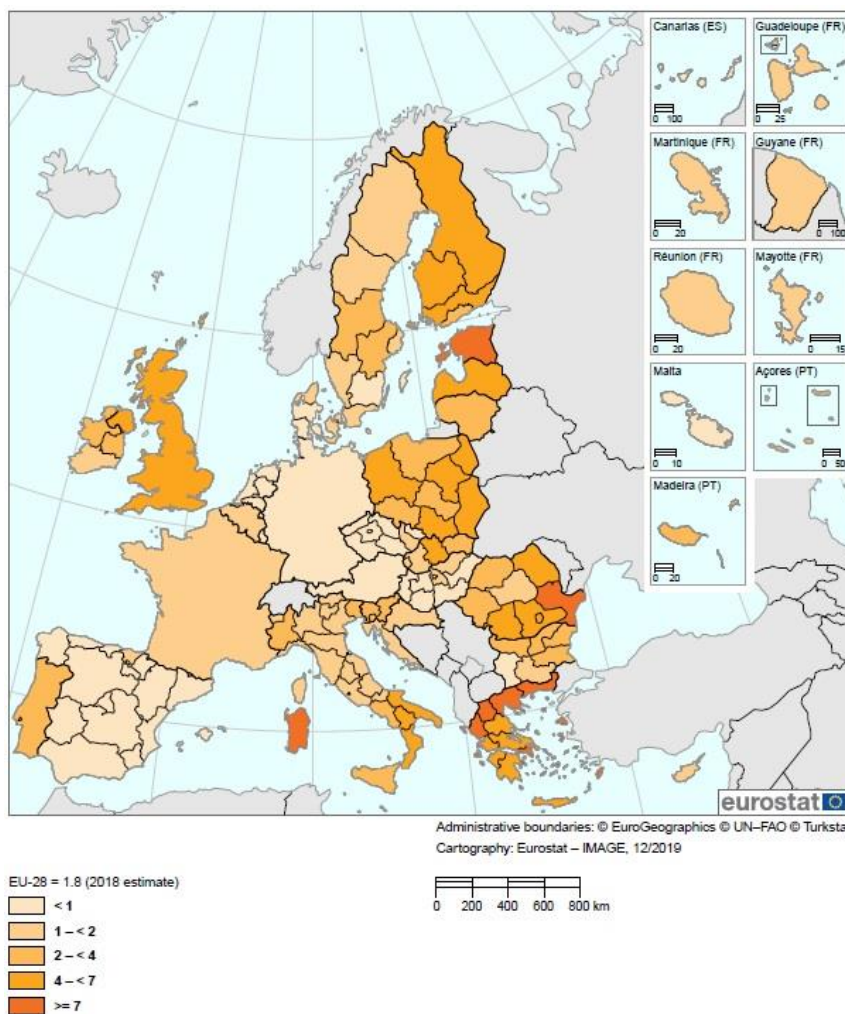 Canarias (ES)
0 100
Guadeloupe (FR)
0 25
Martinique (FR)
0 20
Guyane (FR)
0 100
Réunion (FR)
0 20
Mayotte (FR)
0 15
Malta
0 10
Açores (PT)
0 50
Madeira (PT)
0 20
eurostat
Administrative boundaries: © EuroGeographics © UN–FAO © Turksta
Cartography: Eurostat – IMAGE, 12/2019
EU-28 = 1.8 (2018 estimate)
< 1
1 – < 2
2 – < 4
4 – < 7
>= 7
0 200 400 600 800 km